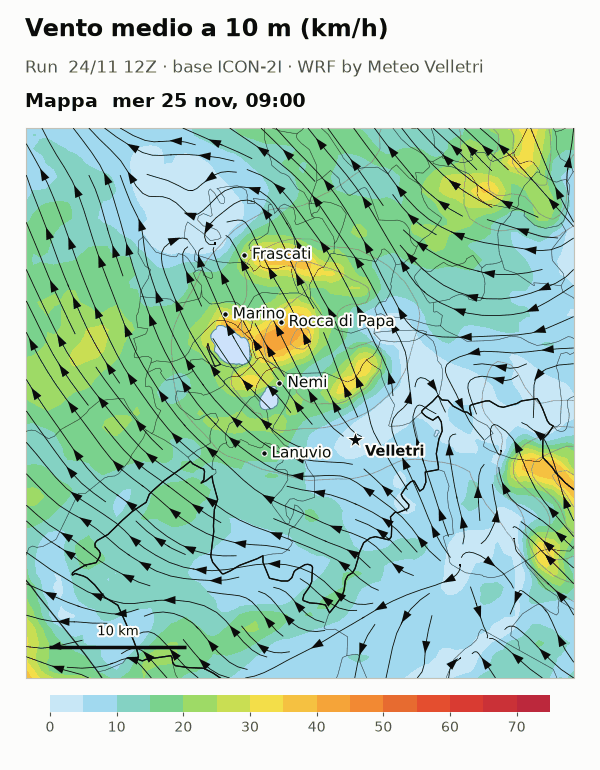 Vento medio a 10 m (km/h)
Run  24/11 12Z · base ICON-2I · WRF by Meteo Velletri
Mappa  mer 25 nov, 09:00
Frascati
Marino
Rocca di Papa
Nemi
Velletri
Lanuvio
10 km
0 10 20 30 40 50 60 70